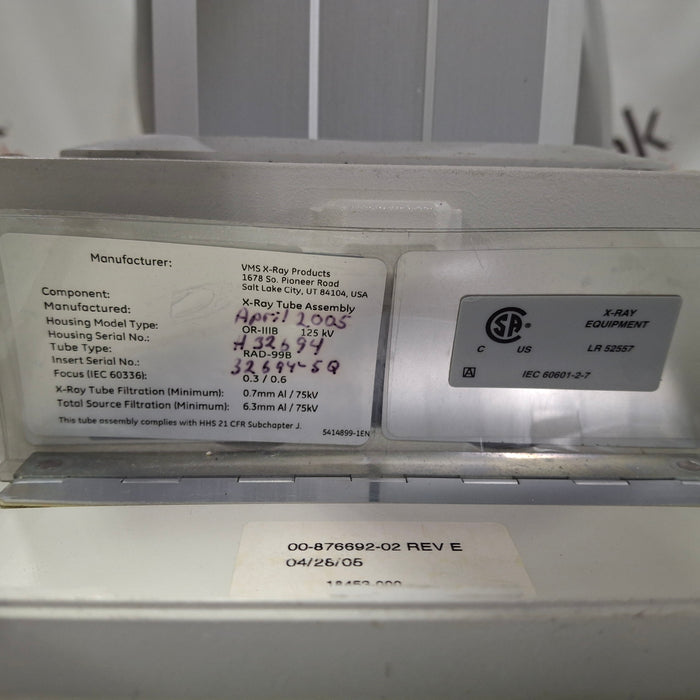 Manufacturer: VMS X-Ray Products
1678 So. Pioneer Road
Salt Lake City, UT 84104, USA
Component: X-Ray Tube Assembly
Manufactured: April 2005
Housing Model Type: OR-IIIB 125 kV
Housing Serial No.: H32694
Tube Type: RAD-99B
Insert Serial No.: 32694-5Q
Focus (IEC 60336): 0.3 / 0.6
X-Ray Tube Filtration (Minimum): 0.7mm Al / 75kV
Total Source Filtration (Minimum): 6.3mm Al / 75kV
This tube assembly complies with HHS 21 CFR Subchapter J.
5414899-1EN
SA
C US
X-RAY
EQUIPMENT
LR 52557
A
IEC 60601-2-7
00-876692-02 REV E
04/26/05
k